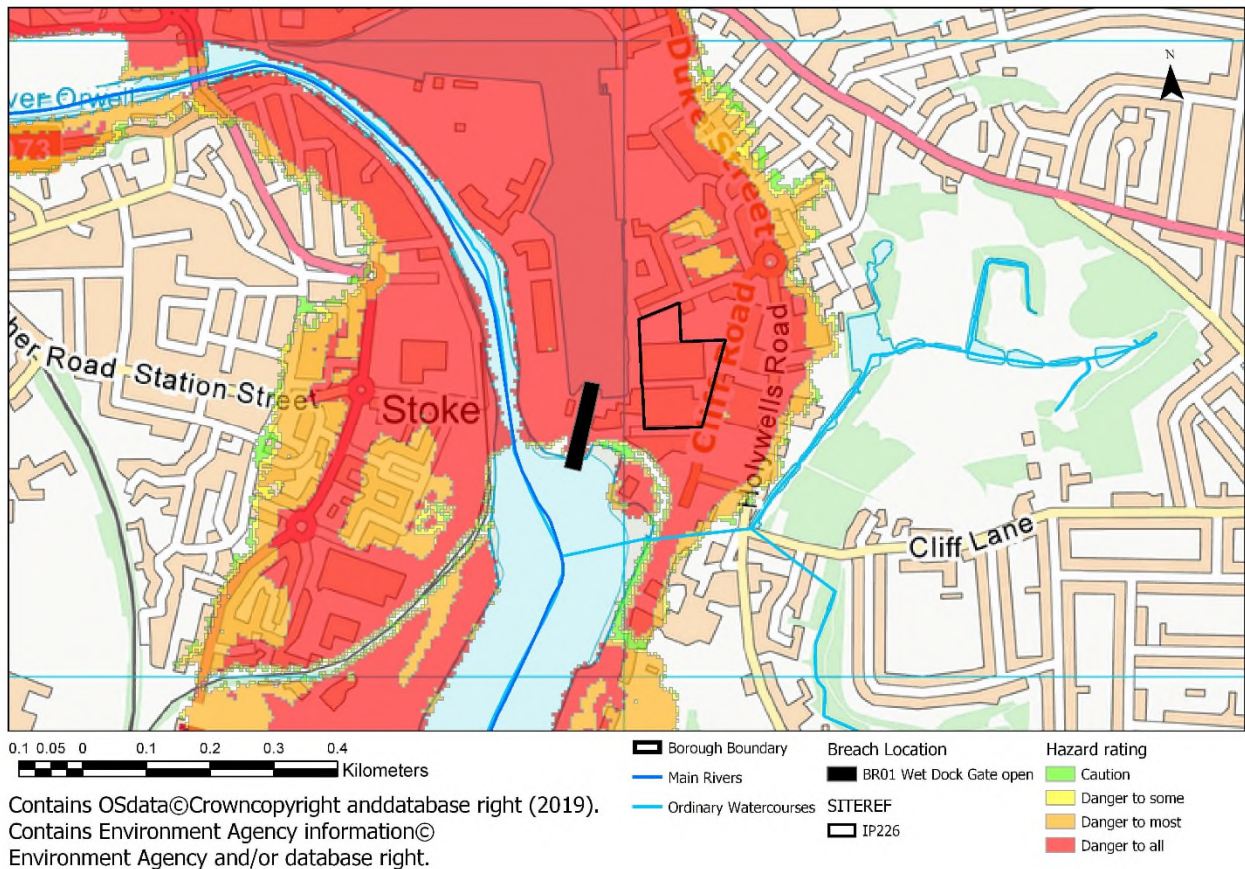 Duke Street
N
ver Orwell
073
Cliff Road
Holywells Road
her Road
Station Street
Stoke
Cliff Lane
0.1 0.05 0 0.1 0.2 0.3 0.4
Kilometers
Borough Boundary
Main Rivers
Ordinary Watercourses
Breach Location
BR01 Wet Dock Gate open
SITEREF
IP226
Hazard rating
Caution
Danger to some
Danger to most
Danger to all
Contains OSdata©Crowncopyright anddatabase right (2019).
Contains Environment Agency information©
Environment Agency and/or database right.